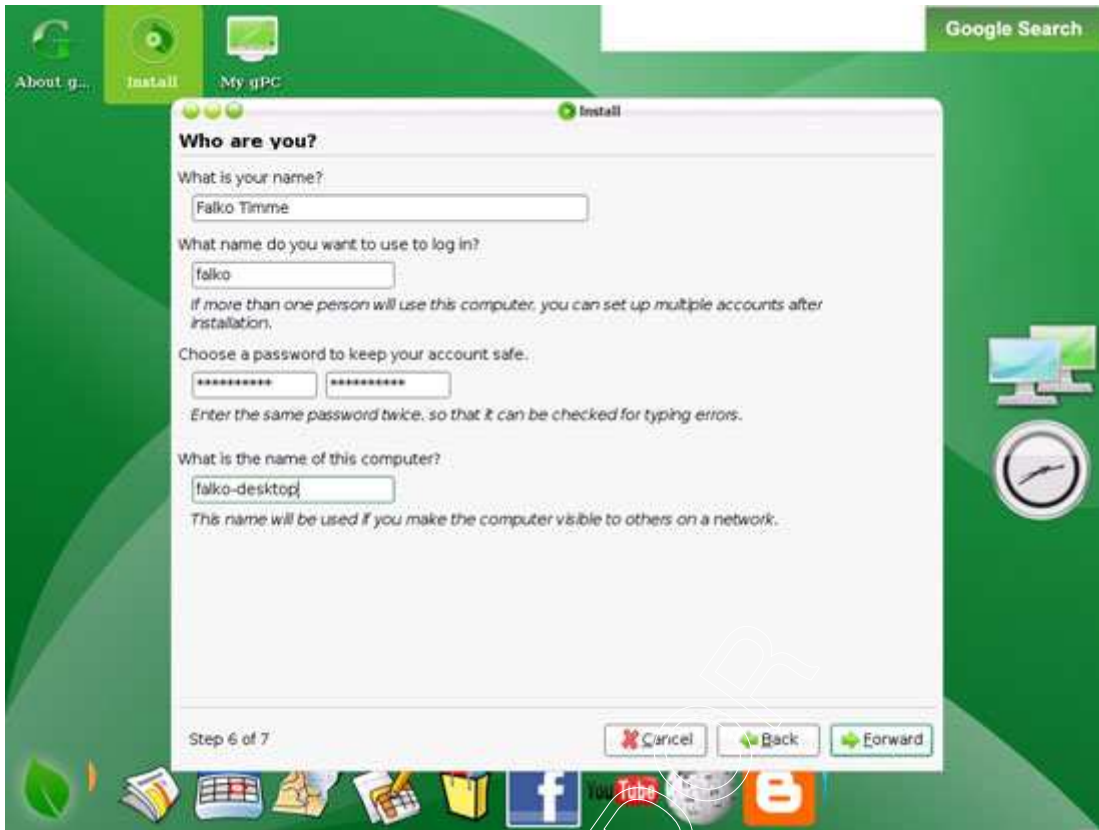 Google Search
About g...
Install
My gPC
Install
Who are you?
What is your name?
Falko Timme
What name do you want to use to log in?
falko
If more than one person will use this computer, you can set up multiple accounts after
installation.
Choose a password to keep your account safe.
********** **********
Enter the same password twice, so that it can be checked for typing errors.
What is the name of this computer?
falko-desktop
This name will be used if you make the computer visible to others on a network.
Step 6 of 7
Cancel
Back
Forward
You Tube